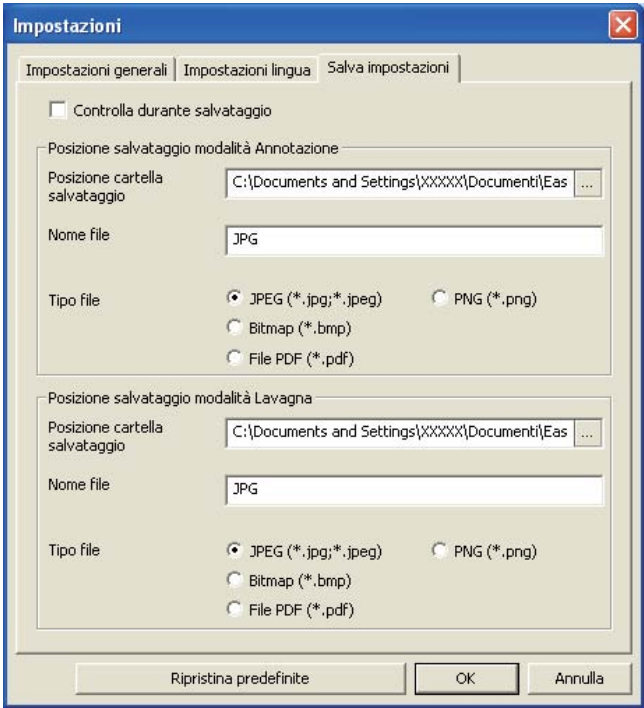 Impostazioni
Impostazioni generali Impostazioni lingua Salva impostazioni
Controlla durante salvataggio
Posizione salvataggio modalità Annotazione
Posizione cartella
salvataggio
C:\Documents and Settings\XXXXX\Documenti\Eas ...
Nome file JPG
Tipo file JPEG (*.jpg;*.jpeg) PNG (*.png)
Bitmap (*.bmp)
File PDF (*.pdf)
Posizione salvataggio modalità Lavagna
Posizione cartella
salvataggio
C:\Documents and Settings\XXXXX\Documenti\Eas ...
Nome file JPG
Tipo file JPEG (*.jpg;*.jpeg) PNG (*.png)
Bitmap (*.bmp)
File PDF (*.pdf)
Ripristina predefinite OK Annulla